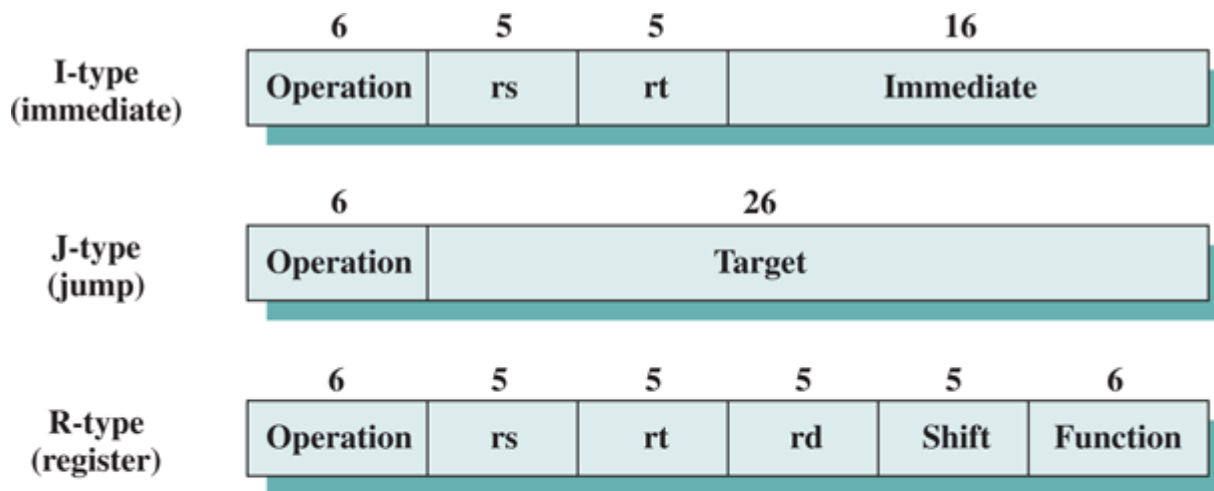 6 5 5 16
I-type
(immediate)
Operation rs rt Immediate
6 26
J-type
(jump)
Operation Target
6 5 5 5 5 6
R-type
(register)
Operation rs rt rd Shift Function